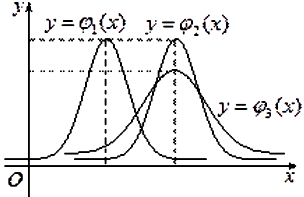 y
y = φ₁(x)
y = φ₂(x)
y = φ₃(x)
O
x